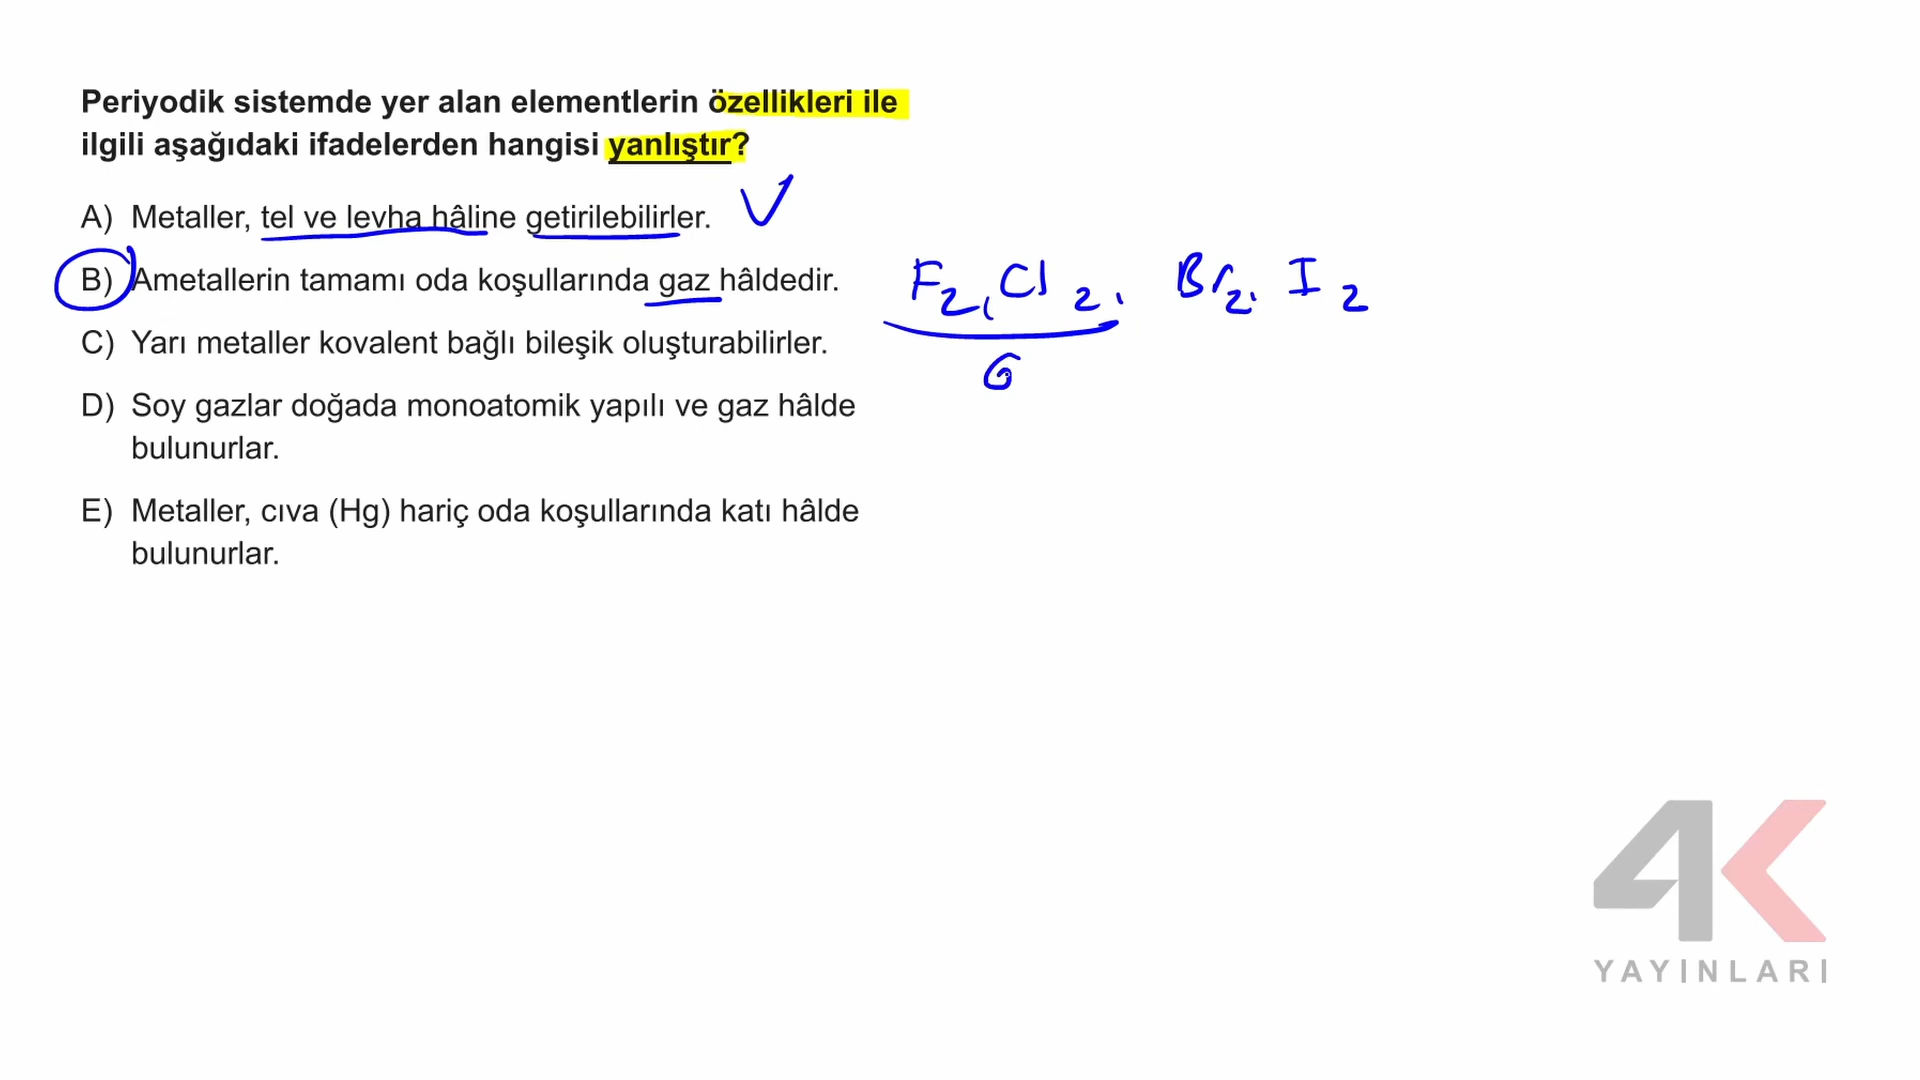 Periyodik sistemde yer alan elementlerin özellikleri ile
ilgili aşağıdaki ifadelerden hangisi yanlıştır?
A) Metaller, tel ve levha hâline getirilebilirler.
B) Ametallerin tamamı oda koşullarında gaz hâldedir.
F2, Cl2, Br2, I2
G
C) Yarı metaller kovalent bağlı bileşik oluşturabilirler.
D) Soy gazlar doğada monoatomik yapılı ve gaz hâlde
bulunurlar.
E) Metaller, cıva (Hg) hariç oda koşullarında katı hâlde
bulunurlar.
4K
YAYINLARI